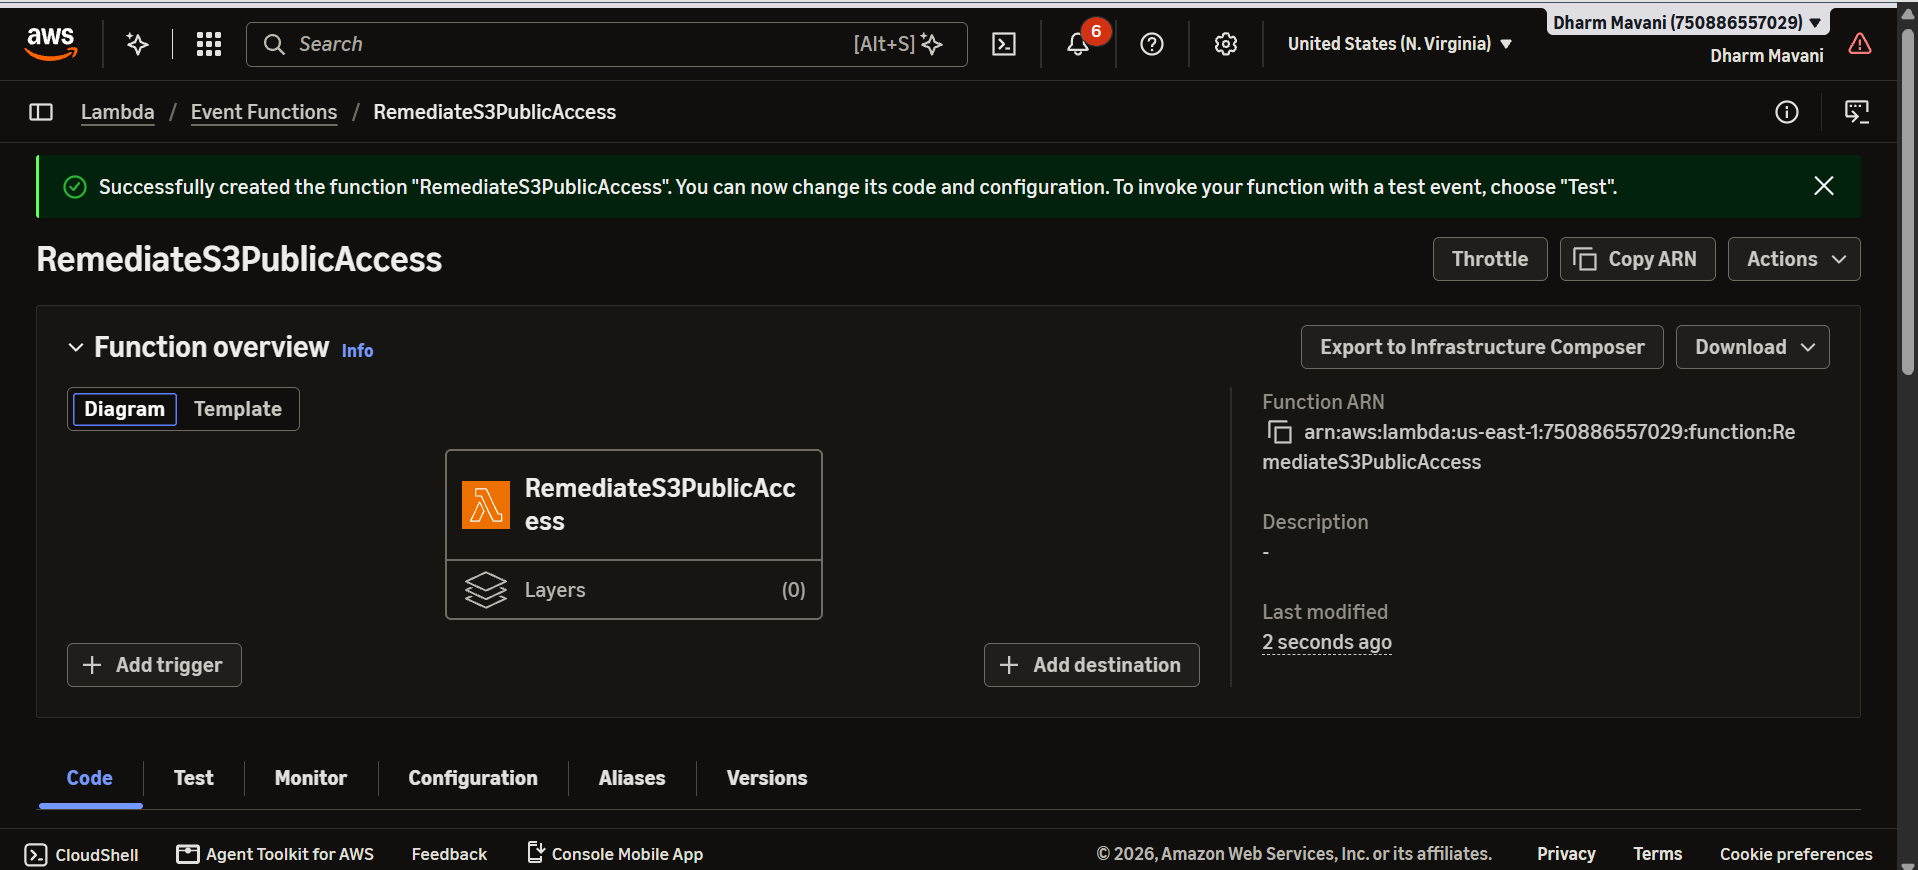 aws
Search
[Alt+S]
6
United States (N. Virginia)
Dharm Mavani (750886557029)
Dharm Mavani
Lambda / Event Functions / RemediateS3PublicAccess
Successfully created the function "RemediateS3PublicAccess". You can now change its code and configuration. To invoke your function with a test event, choose "Test".
RemediateS3PublicAccess
Throttle
Copy ARN
Actions
Function overview Info
Export to Infrastructure Composer
Download
Diagram
Template
RemediateS3PublicAcc
ess
Layers (0)
Add trigger
Add destination
Function ARN
arn:aws:lambda:us-east-1:750886557029:function:Re
mediateS3PublicAccess
Description
-
Last modified
2 seconds ago
Code
Test
Monitor
Configuration
Aliases
Versions
CloudShell
Agent Toolkit for AWS
Feedback
Console Mobile App
© 2026, Amazon Web Services, Inc. or its affiliates.
Privacy
Terms
Cookie preferences